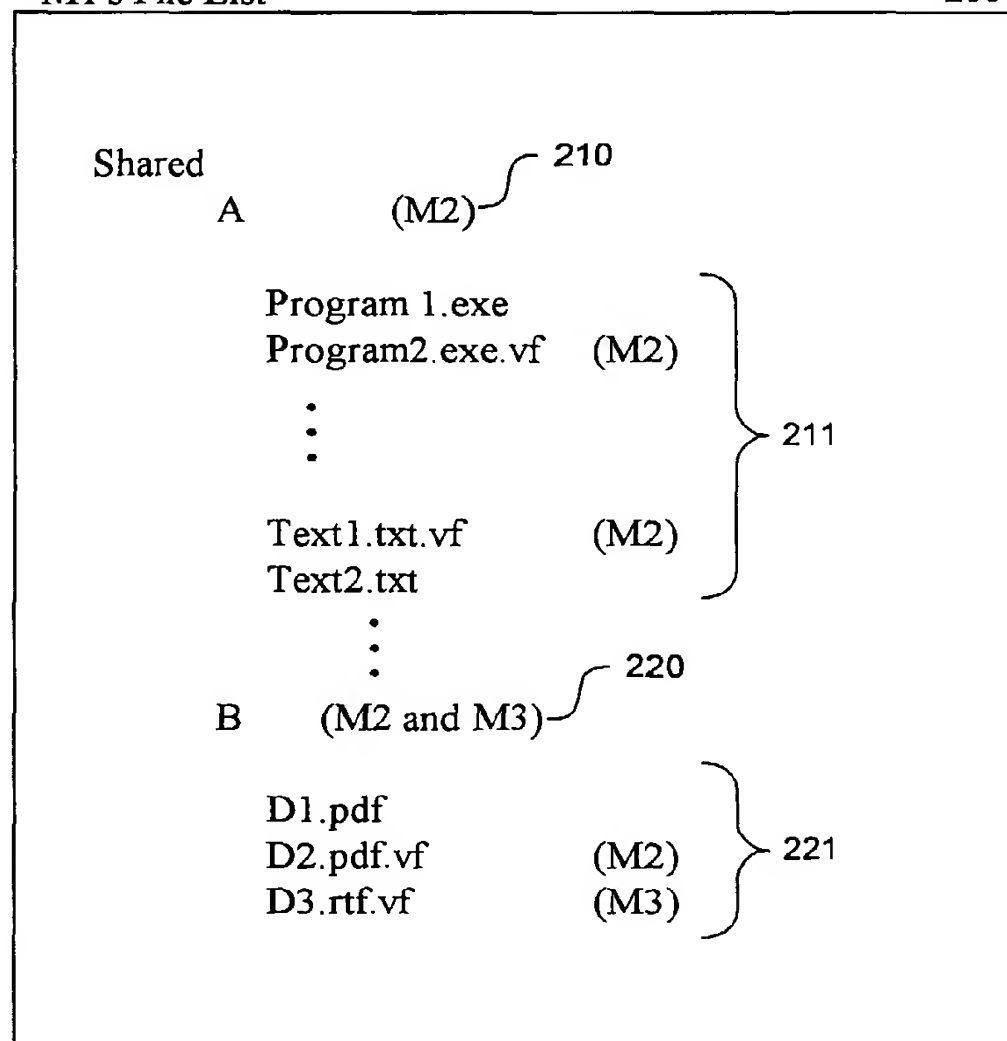 Shared
210
A (M2)
Program 1.exe
Program2.exe.vf (M2)
211
Text1.txt.vf (M2)
Text2.txt
220
B (M2 and M3)
D1.pdf
D2.pdf.vf (M2)
221
D3.rtf.vf (M3)